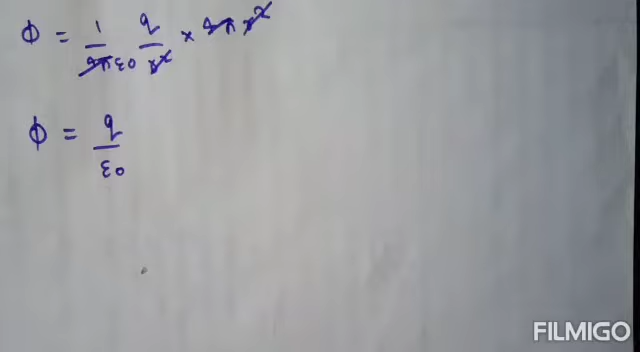 φ = 1/4πε0 q/r² × 4πr²
φ = q/ε0
FILMIGO